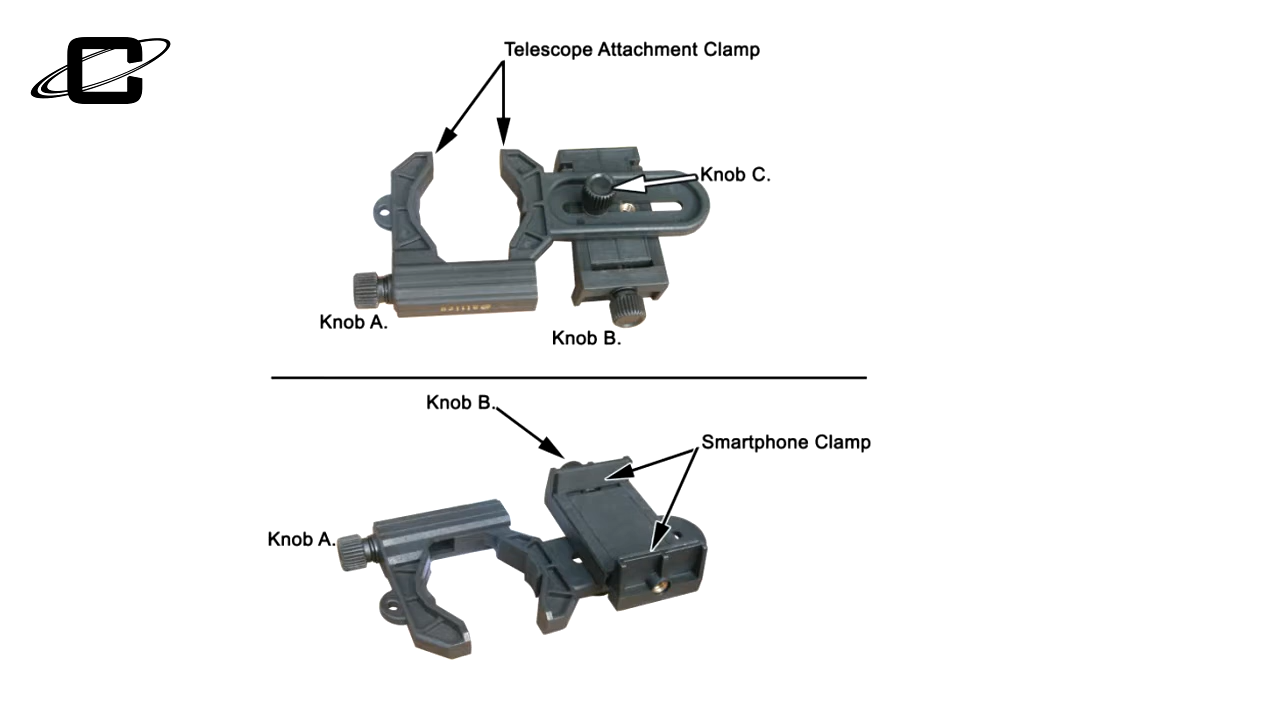 Telescope Attachment Clamp
Knob C.
Knob A.
Knob B.
Knob B.
Smartphone Clamp
Knob A.